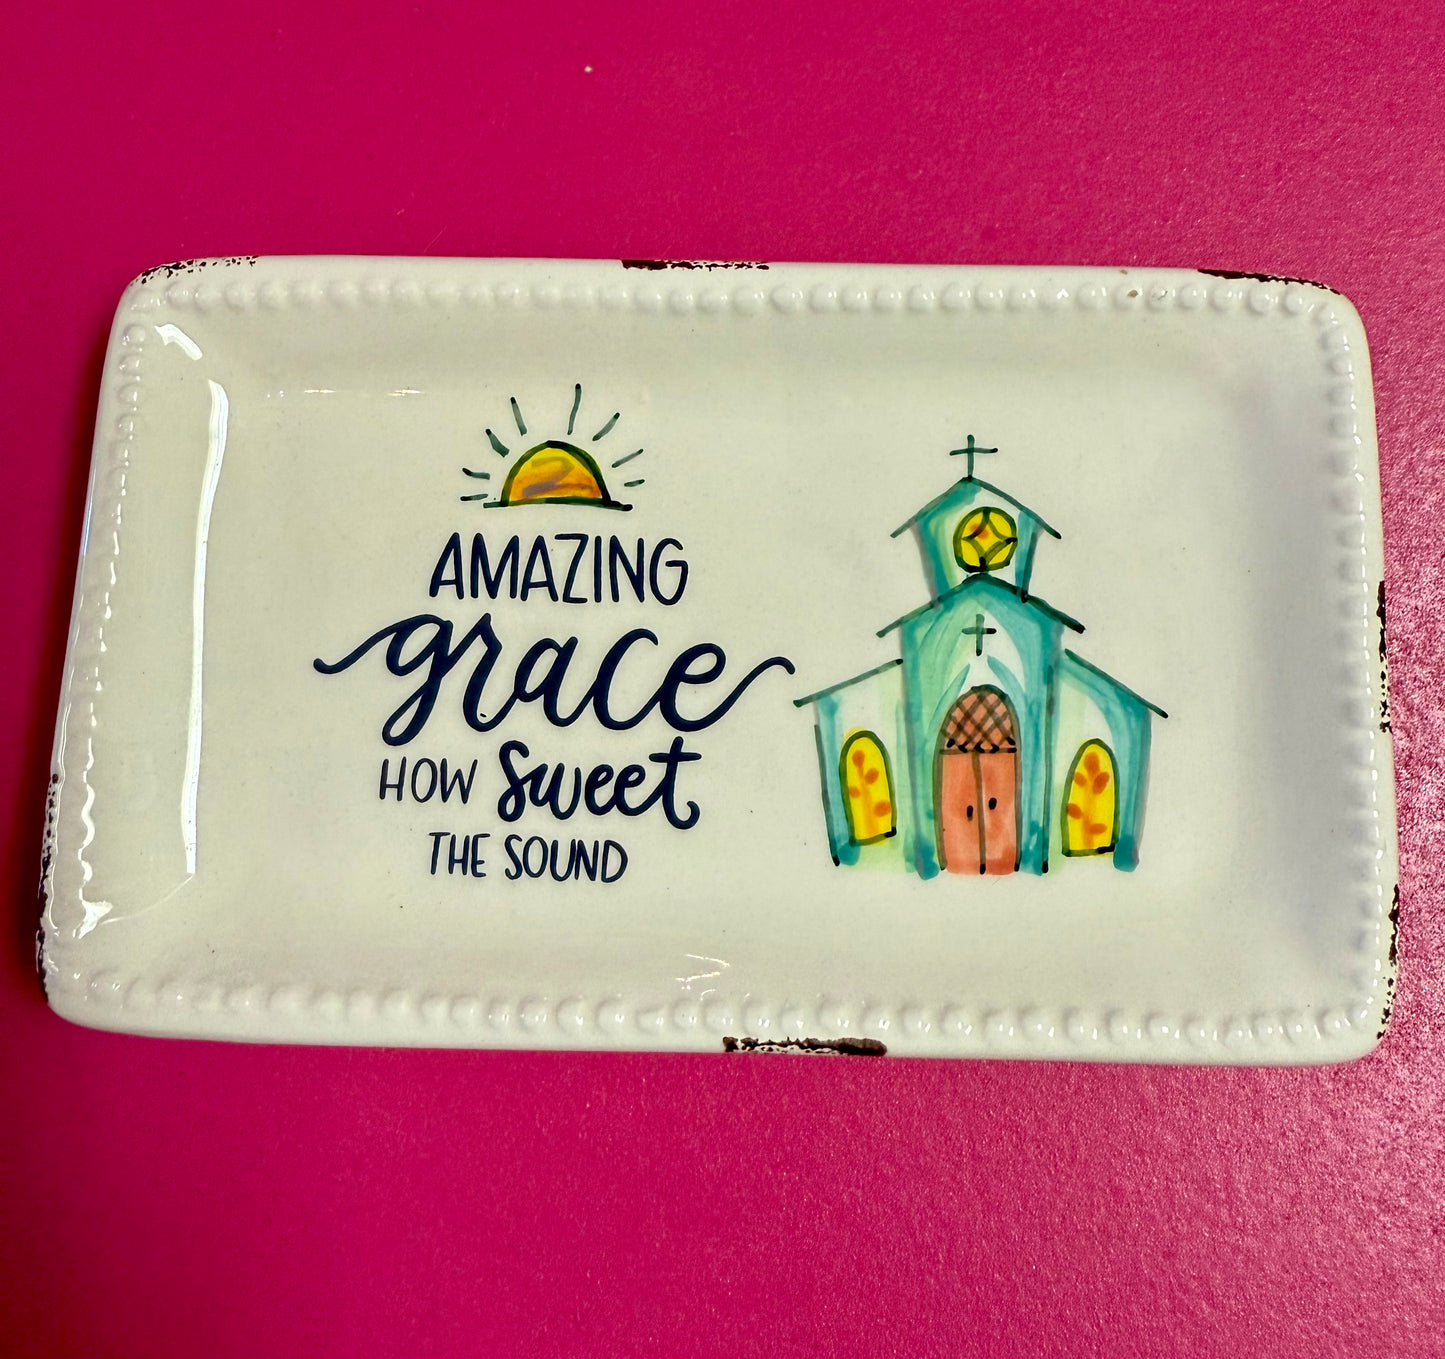 AMAZING
grace
HOW sweet
THE SOUND